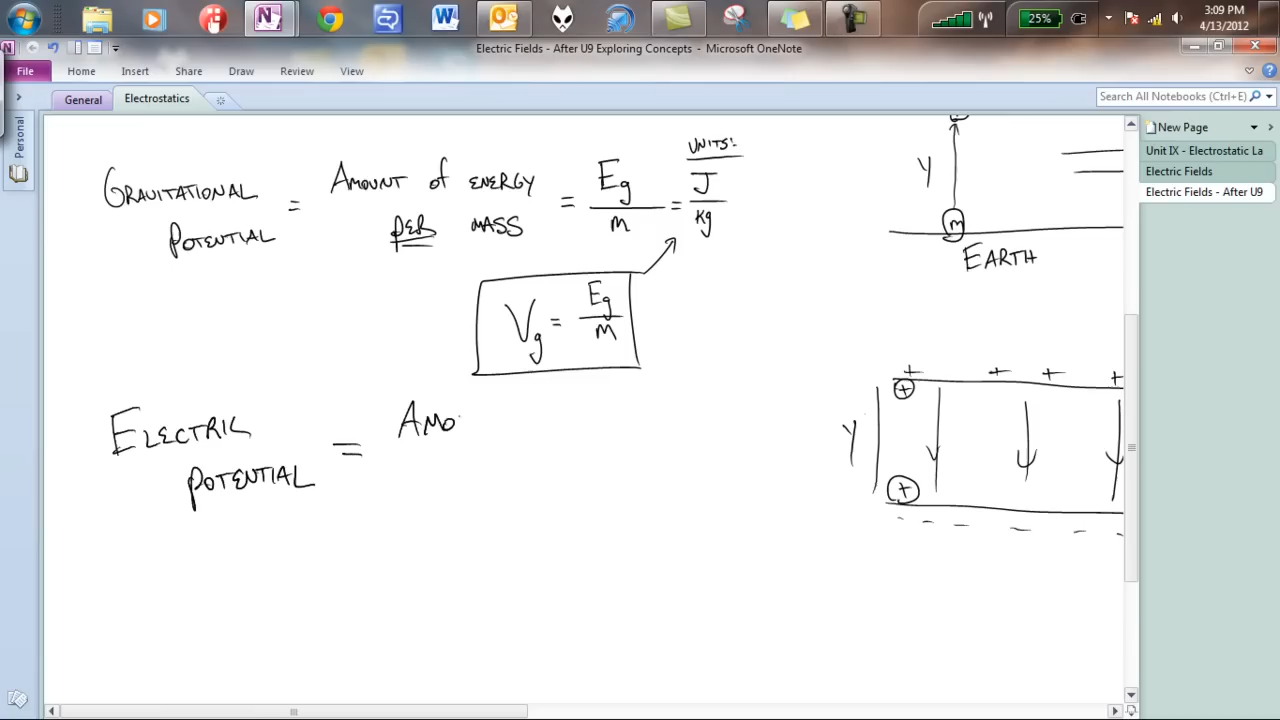 3:09 PM
25%
4/13/2012
Electric Fields - After U9 Exploring Concepts - Microsoft OneNote
File Home Insert Share Draw Review View
General Electrostatics
Search All Notebooks (Ctrl+E)
Personal
New Page
Unit IX - Electrostatic La
Electric Fields
Electric Fields - After U9
UNITS:
GRAVITATIONAL = AMOUNT OF ENERGY = Eg = J
POTENTIAL PER MASS m kg
Vg = Eg
m
y
m
EARTH
ELECTRIC = AMO
POTENTIAL
+ + + +
+
y
+
- - - - - -